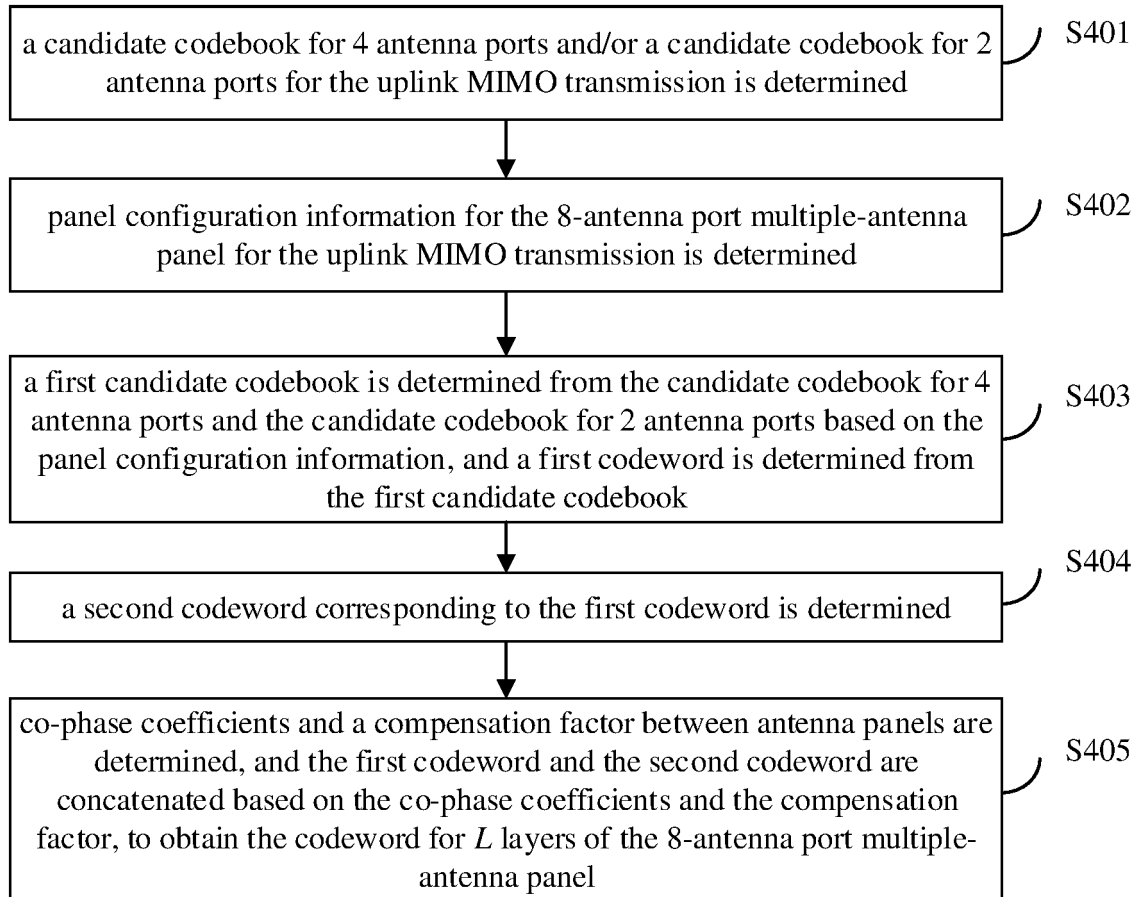 a candidate codebook for 4 antenna ports and/or a candidate codebook for 2
antenna ports for the uplink MIMO transmission is determined
S401
panel configuration information for the 8-antenna port multiple-antenna
panel for the uplink MIMO transmission is determined
S402
a first candidate codebook is determined from the candidate codebook for 4
antenna ports and the candidate codebook for 2 antenna ports based on the
panel configuration information, and a first codeword is determined from
the first candidate codebook
S403
a second codeword corresponding to the first codeword is determined
S404
co-phase coefficients and a compensation factor between antenna panels are
determined, and the first codeword and the second codeword are
concatenated based on the co-phase coefficients and the compensation
factor, to obtain the codeword for L layers of the 8-antenna port multiple-
antenna panel
S405